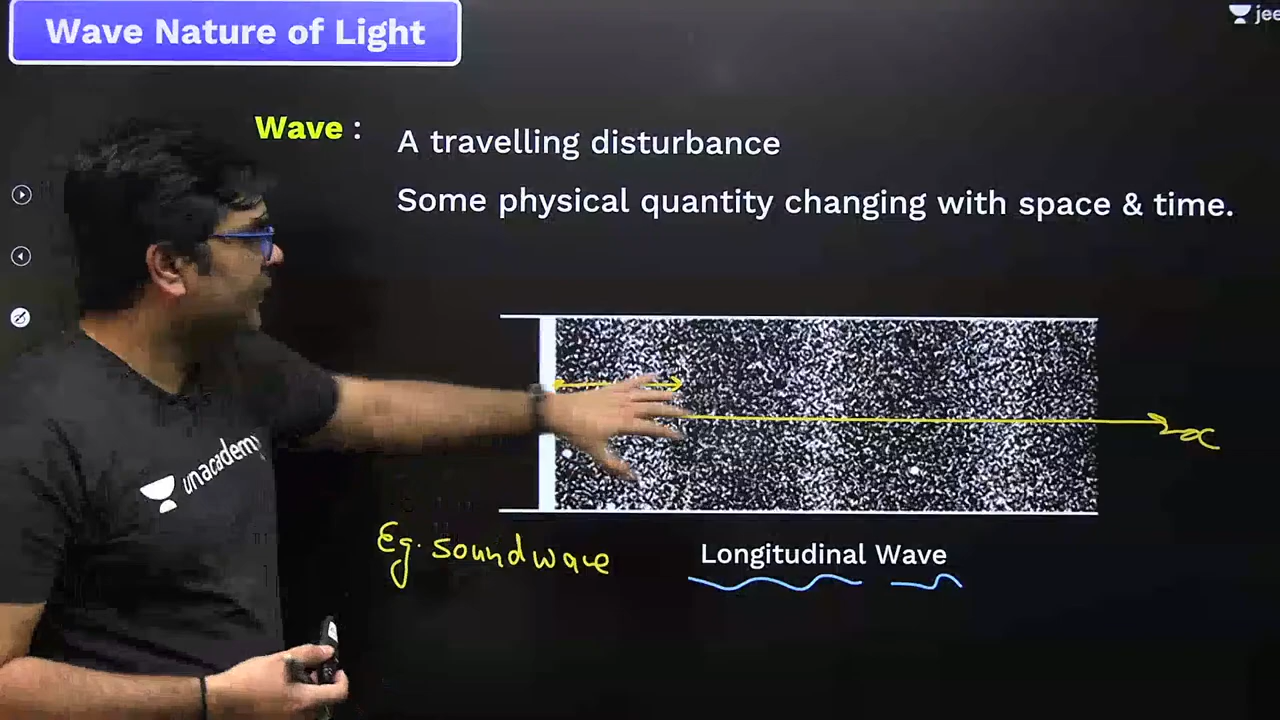 Wave Nature of Light
jee
Wave :
A travelling disturbance
Some physical quantity changing with space & time.
unacademy
x
Eg. soundwave
Longitudinal Wave